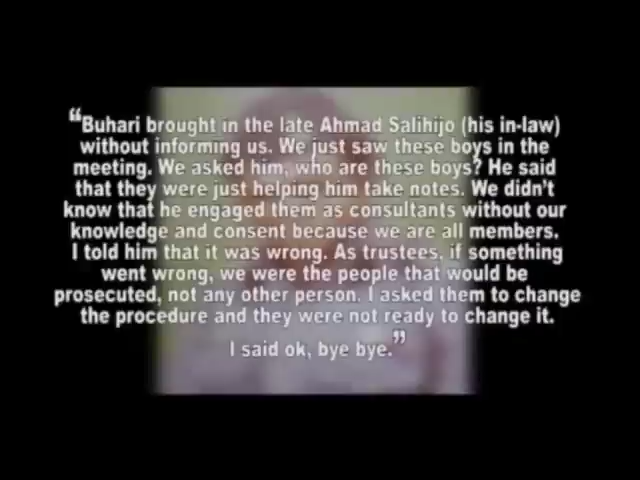 “Buhari brought in the late Ahmad Salihijo (his in-law)
without informing us. We just saw these boys in the
meeting. We asked him, who are these boys? He said
that they were just helping him take notes. We didn't
know that he engaged them as consultants without our
knowledge and consent because we are all members.
I told him that it was wrong. As trustees, if something
went wrong, we were the people that would be
prosecuted, not any other person. I asked them to change
the procedure and they were not ready to change it.
I said ok, bye bye.”